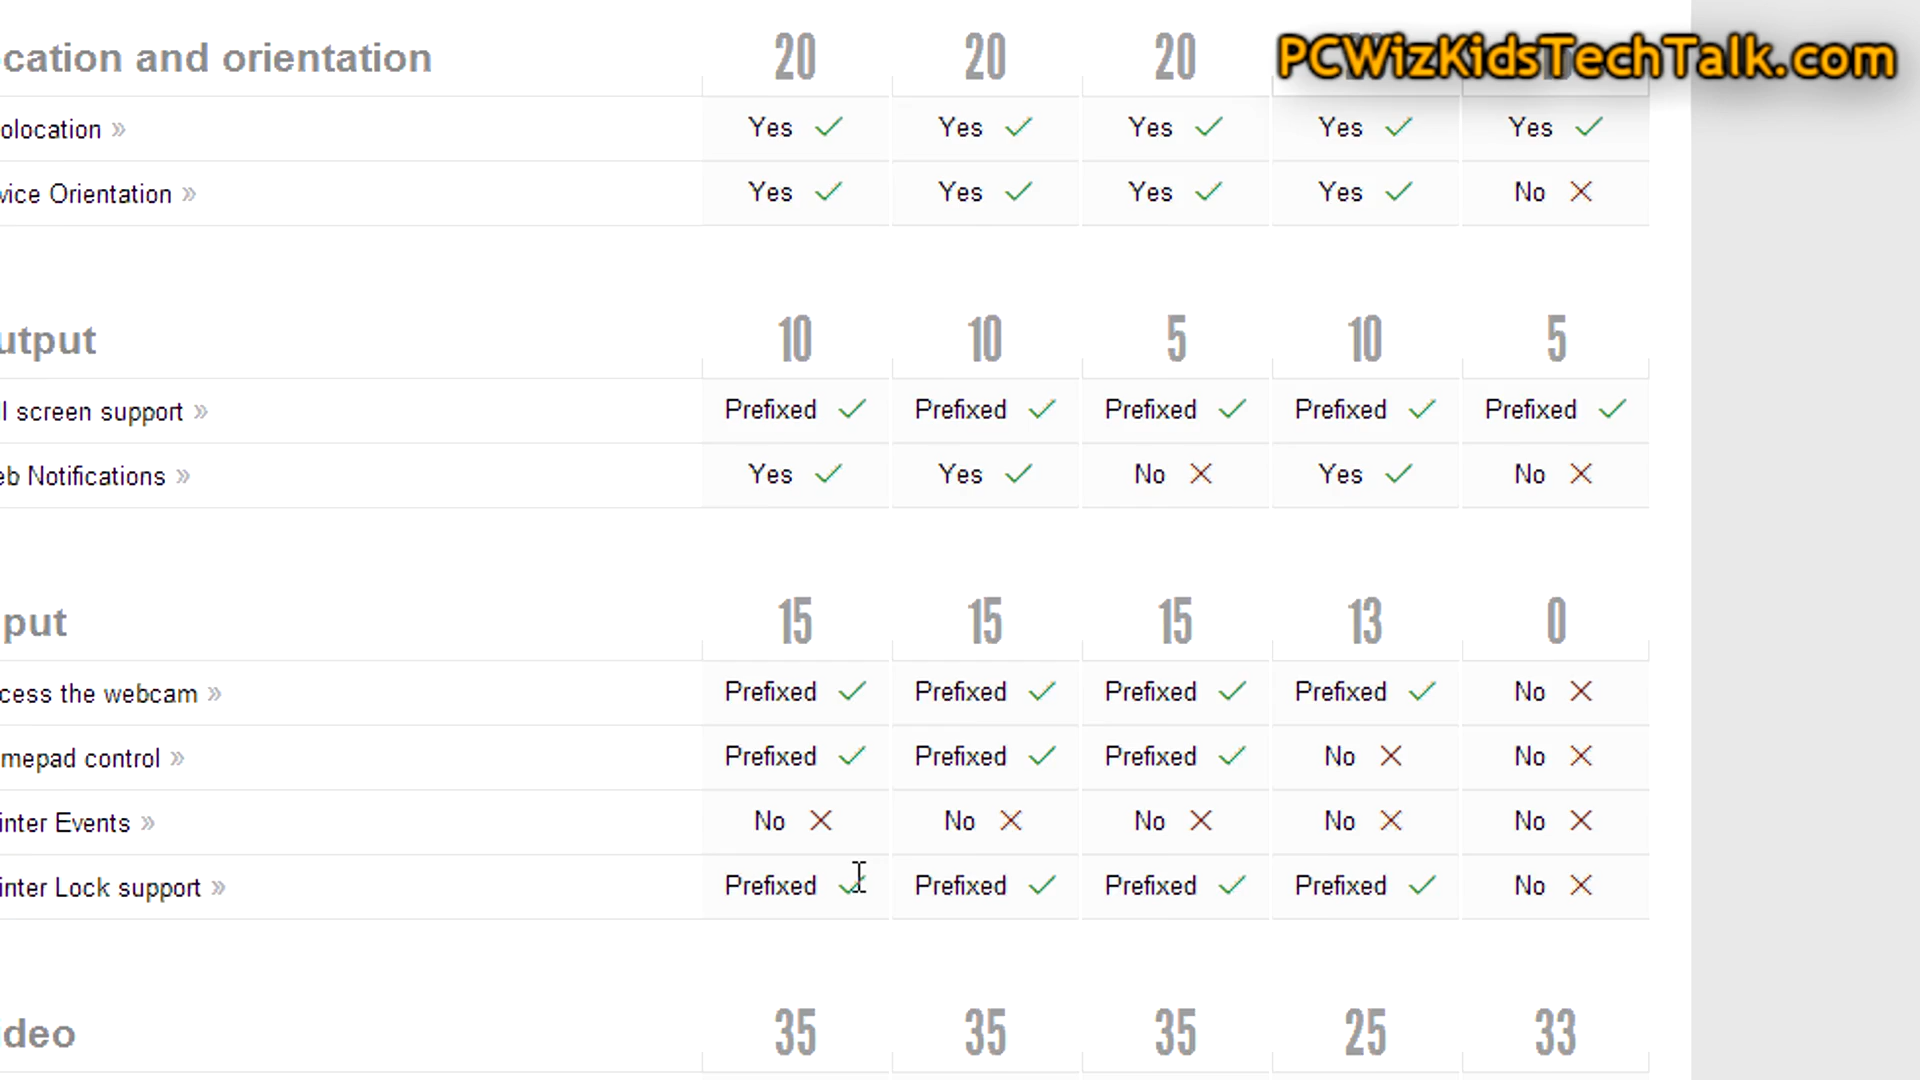 cation and orientation 20 20 20
PCWizKidsTechTalk.com
olocation » Yes Yes Yes Yes Yes
vice Orientation » Yes Yes Yes Yes No
utput 10 10 5 10 5
l screen support » Prefixed Prefixed Prefixed Prefixed Prefixed
eb Notifications » Yes Yes No Yes No
put 15 15 15 13 0
cess the webcam » Prefixed Prefixed Prefixed Prefixed No
mepad control » Prefixed Prefixed Prefixed No No
inter Events » No No No No No
inter Lock support » Prefixed Prefixed Prefixed Prefixed No
ideo 35 35 35 25 33